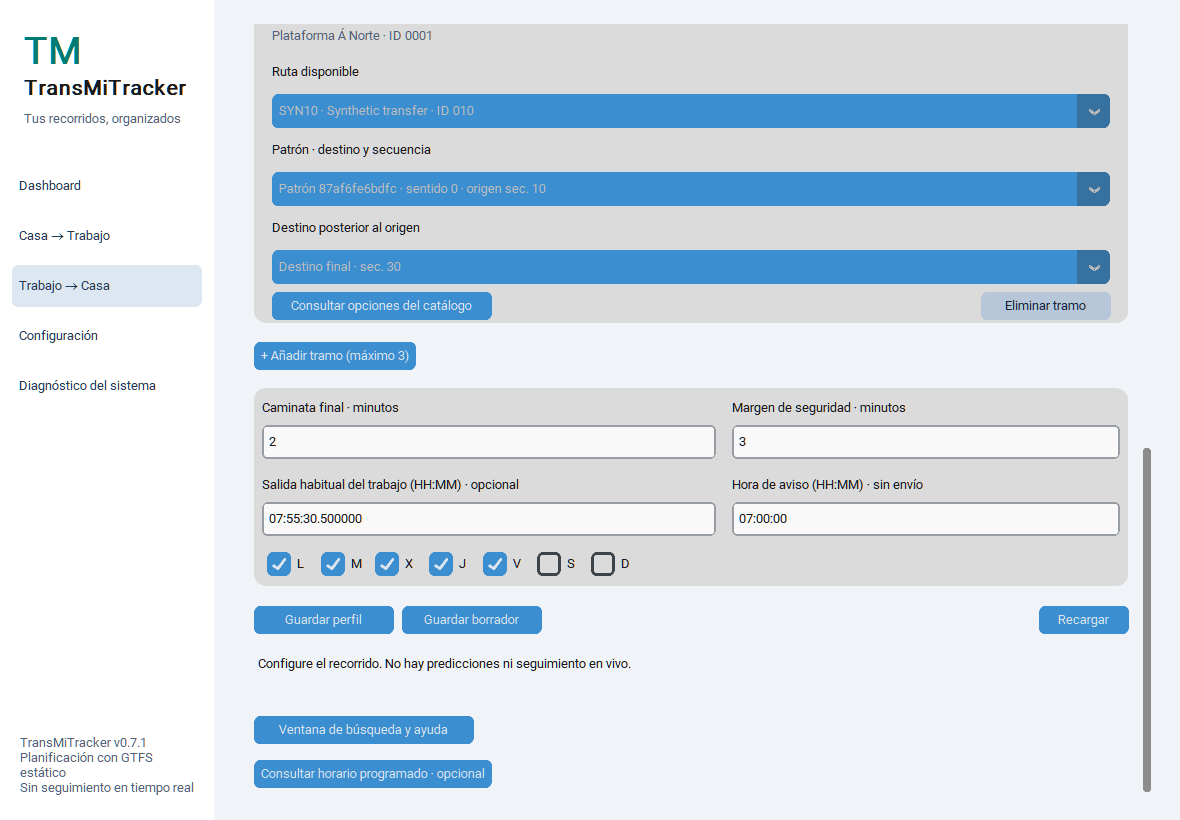 TM
TransMiTracker
Tus recorridos, organizados
Dashboard
Casa → Trabajo
Trabajo → Casa
Configuración
Diagnóstico del sistema
TransMiTracker v0.7.1
Planificación con GTFS
estático
Sin seguimiento en tiempo real
Plataforma Á Norte · ID 0001
Ruta disponible
SYN10 · Synthetic transfer · ID 010
Patrón · destino y secuencia
Patrón 87af6fe6bdfc · sentido 0 · origen sec. 10
Destino posterior al origen
Destino final · sec. 30
Consultar opciones del catálogo
Eliminar tramo
+ Añadir tramo (máximo 3)
Caminata final · minutos
Margen de seguridad · minutos
2
3
Salida habitual del trabajo (HH:MM) · opcional
Hora de aviso (HH:MM) · sin envío
07:55:30.500000
07:00:00
L M X J V S D
Guardar perfil
Guardar borrador
Recargar
Configure el recorrido. No hay predicciones ni seguimiento en vivo.
Ventana de búsqueda y ayuda
Consultar horario programado · opcional